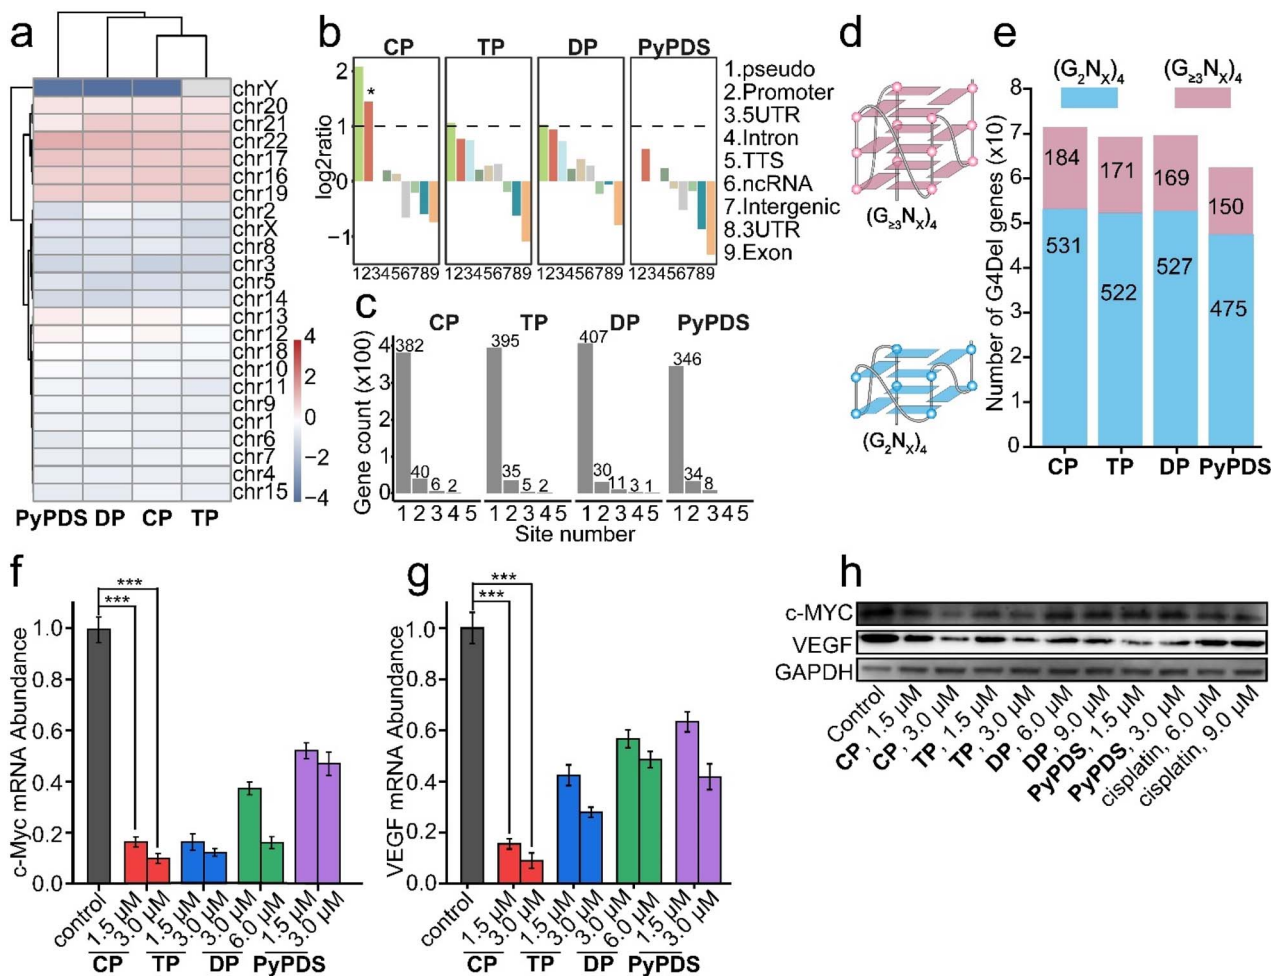 a
chrY
chr20
chr21
chr22
chr17
chr16
chr19
chr2
chrX
chr8
chr3
chr5
chr14
chr13
chr12
chr18
chr10
chr11
chr9
chr1
chr6
chr7
chr4
chr15
4
2
0
−2
−4
PyPDS DP CP TP
b
CP TP DP PyPDS
log2ratio
2
1
0
−1
*
123456789 123456789 123456789 123456789
1.pseudo
2.Promoter
3.5UTR
4.Intron
5.TTS
6.ncRNA
7.Intergenic
8.3UTR
9.Exon
c
CP TP DP PyPDS
Gene count (x100)
4
3
2
1
0
382 40 6 2
395 35 5 2
407 30 11 3 1
346 34 8
1 2 3 4 5 1 2 3 4 5 1 2 3 4 5 1 2 3 4 5
Site number
d
(G≥3NX)4
(G2NX)4
e
(G2NX)4 (G≥3NX)4
Number of G4Del genes (x10)
8
7
6
5
4
3
2
1
0
184 171 169 150
531 522 527 475
CP TP DP PyPDS
f
*** 
***
c-Myc mRNA Abundance
1.0
0.8
0.6
0.4
0.2
0.0
control 1.5 μM 3.0 μM 1.5 μM 3.0 μM 3.0 μM 6.0 μM 1.5 μM 3.0 μM
CP TP DP PyPDS
g
***
***
VEGF mRNA Abundance
1.0
0.8
0.6
0.4
0.2
0.0
control 1.5 μM 3.0 μM 1.5 μM 3.0 μM 3.0 μM 6.0 μM 1.5 μM 3.0 μM
CP TP DP PyPDS
h
c-MYC
VEGF
GAPDH
Control
CP, 1.5 μM
CP, 3.0 μM
TP, 1.5 μM
TP, 3.0 μM
DP, 6.0 μM
DP, 9.0 μM
PyPDS, 1.5 μM
PyPDS, 3.0 μM
cisplatin, 6.0 μM
cisplatin, 9.0 μM